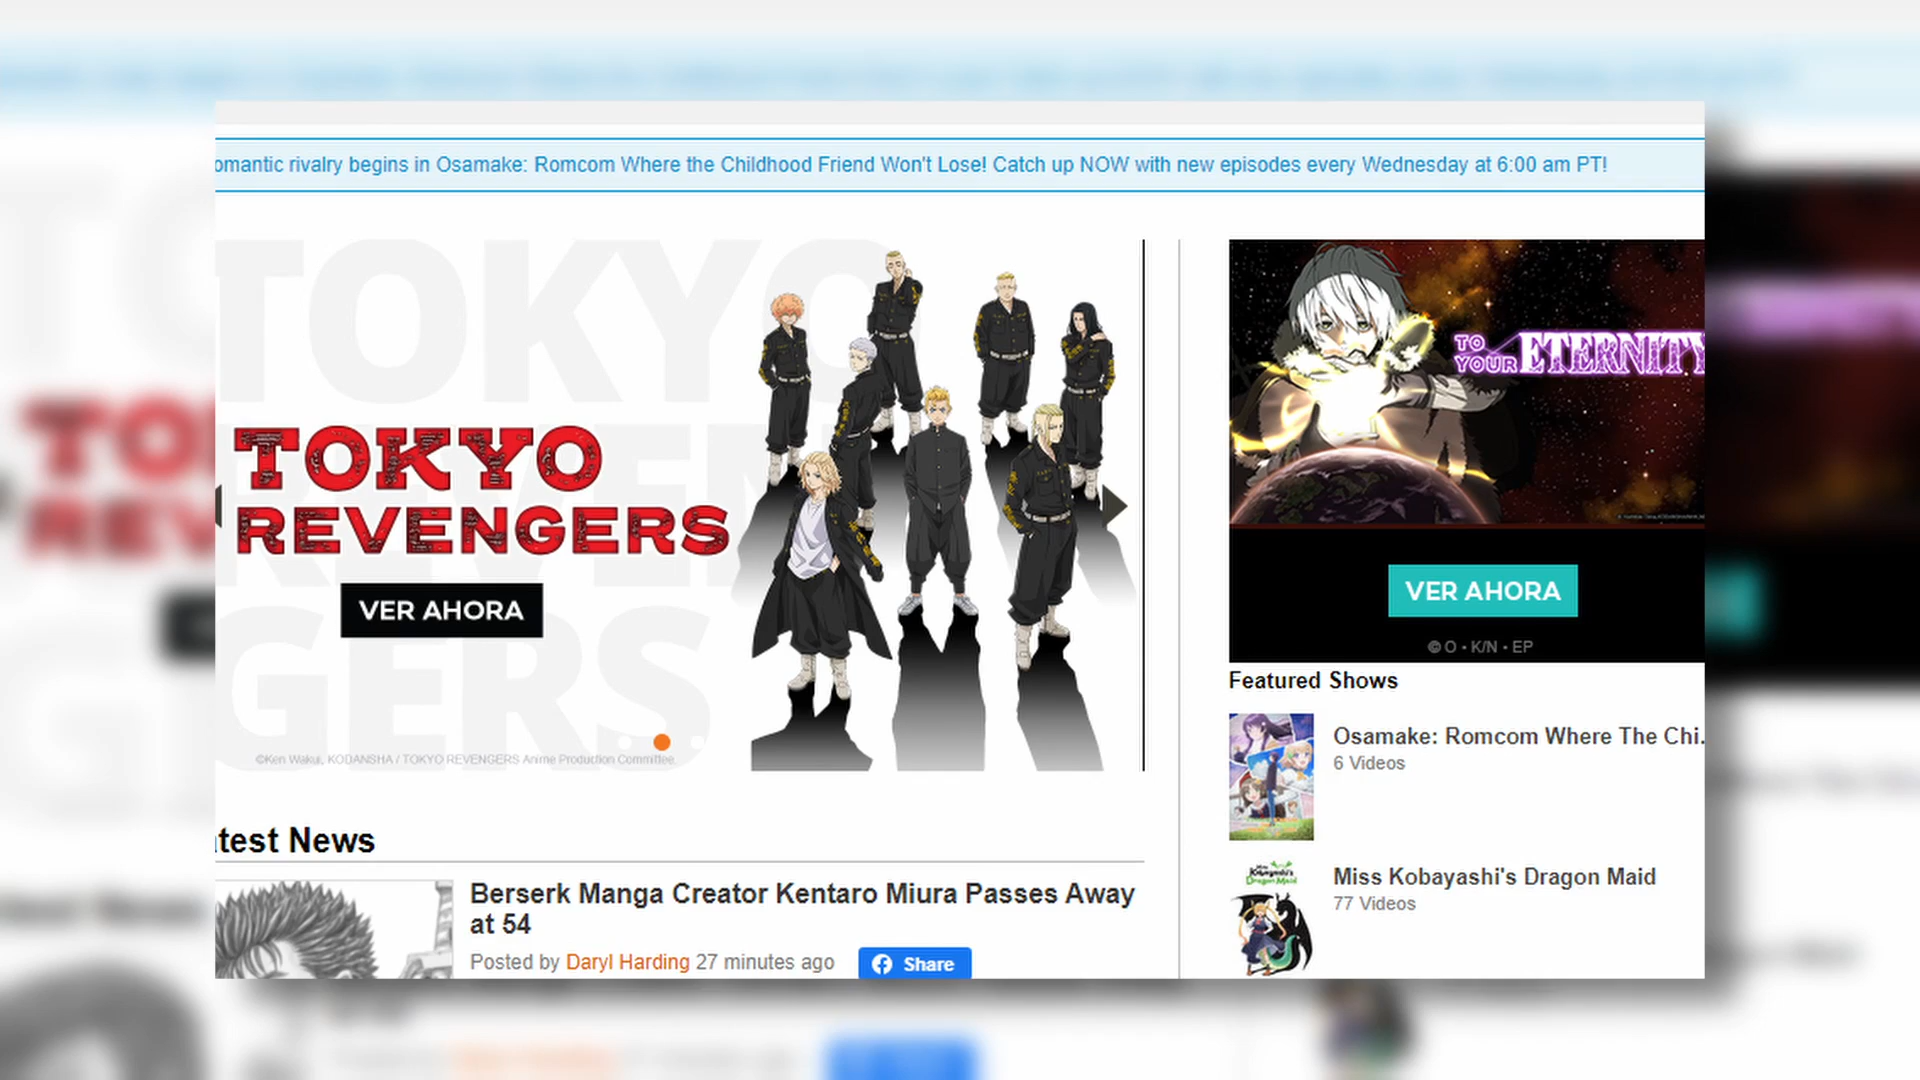 omantic rivalry begins in Osamake: Romcom Where the Childhood Friend Won't Lose! Catch up NOW with new episodes every Wednesday at 6:00 am PT!
TOKYO
REVENGERS
TOKYO
REVENGERS
VER AHORA
©Ken Wakui, KODANSHA / TOKYO REVENGERS Anime Production Committee.
TO YOUR ETERNITY
VER AHORA
© O • K/N • EP
Featured Shows
Osamake: Romcom Where The Chi.
6 Videos
Miss Kobayashi's Dragon Maid
77 Videos
atest News
Berserk Manga Creator Kentaro Miura Passes Away
at 54
Posted by Daryl Harding 27 minutes ago
Share